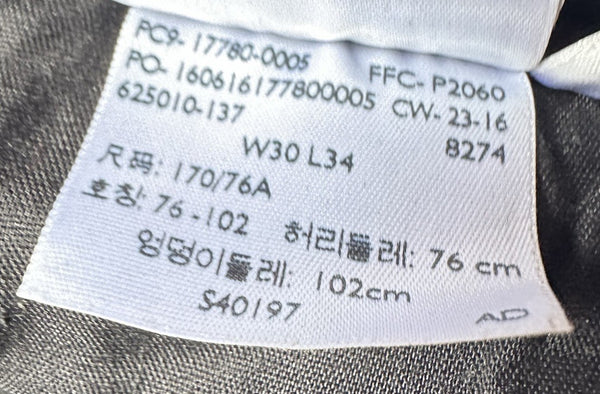 PC9- 17780-0005 FFC- P2060
PO- 160616177800005 CW- 23-16
625010-137 8274
W30 L34
尺码: 170/76A
호칭: 76 -102 허리둘레: 76 cm
엉덩이둘레: 102cm
S40197 AD